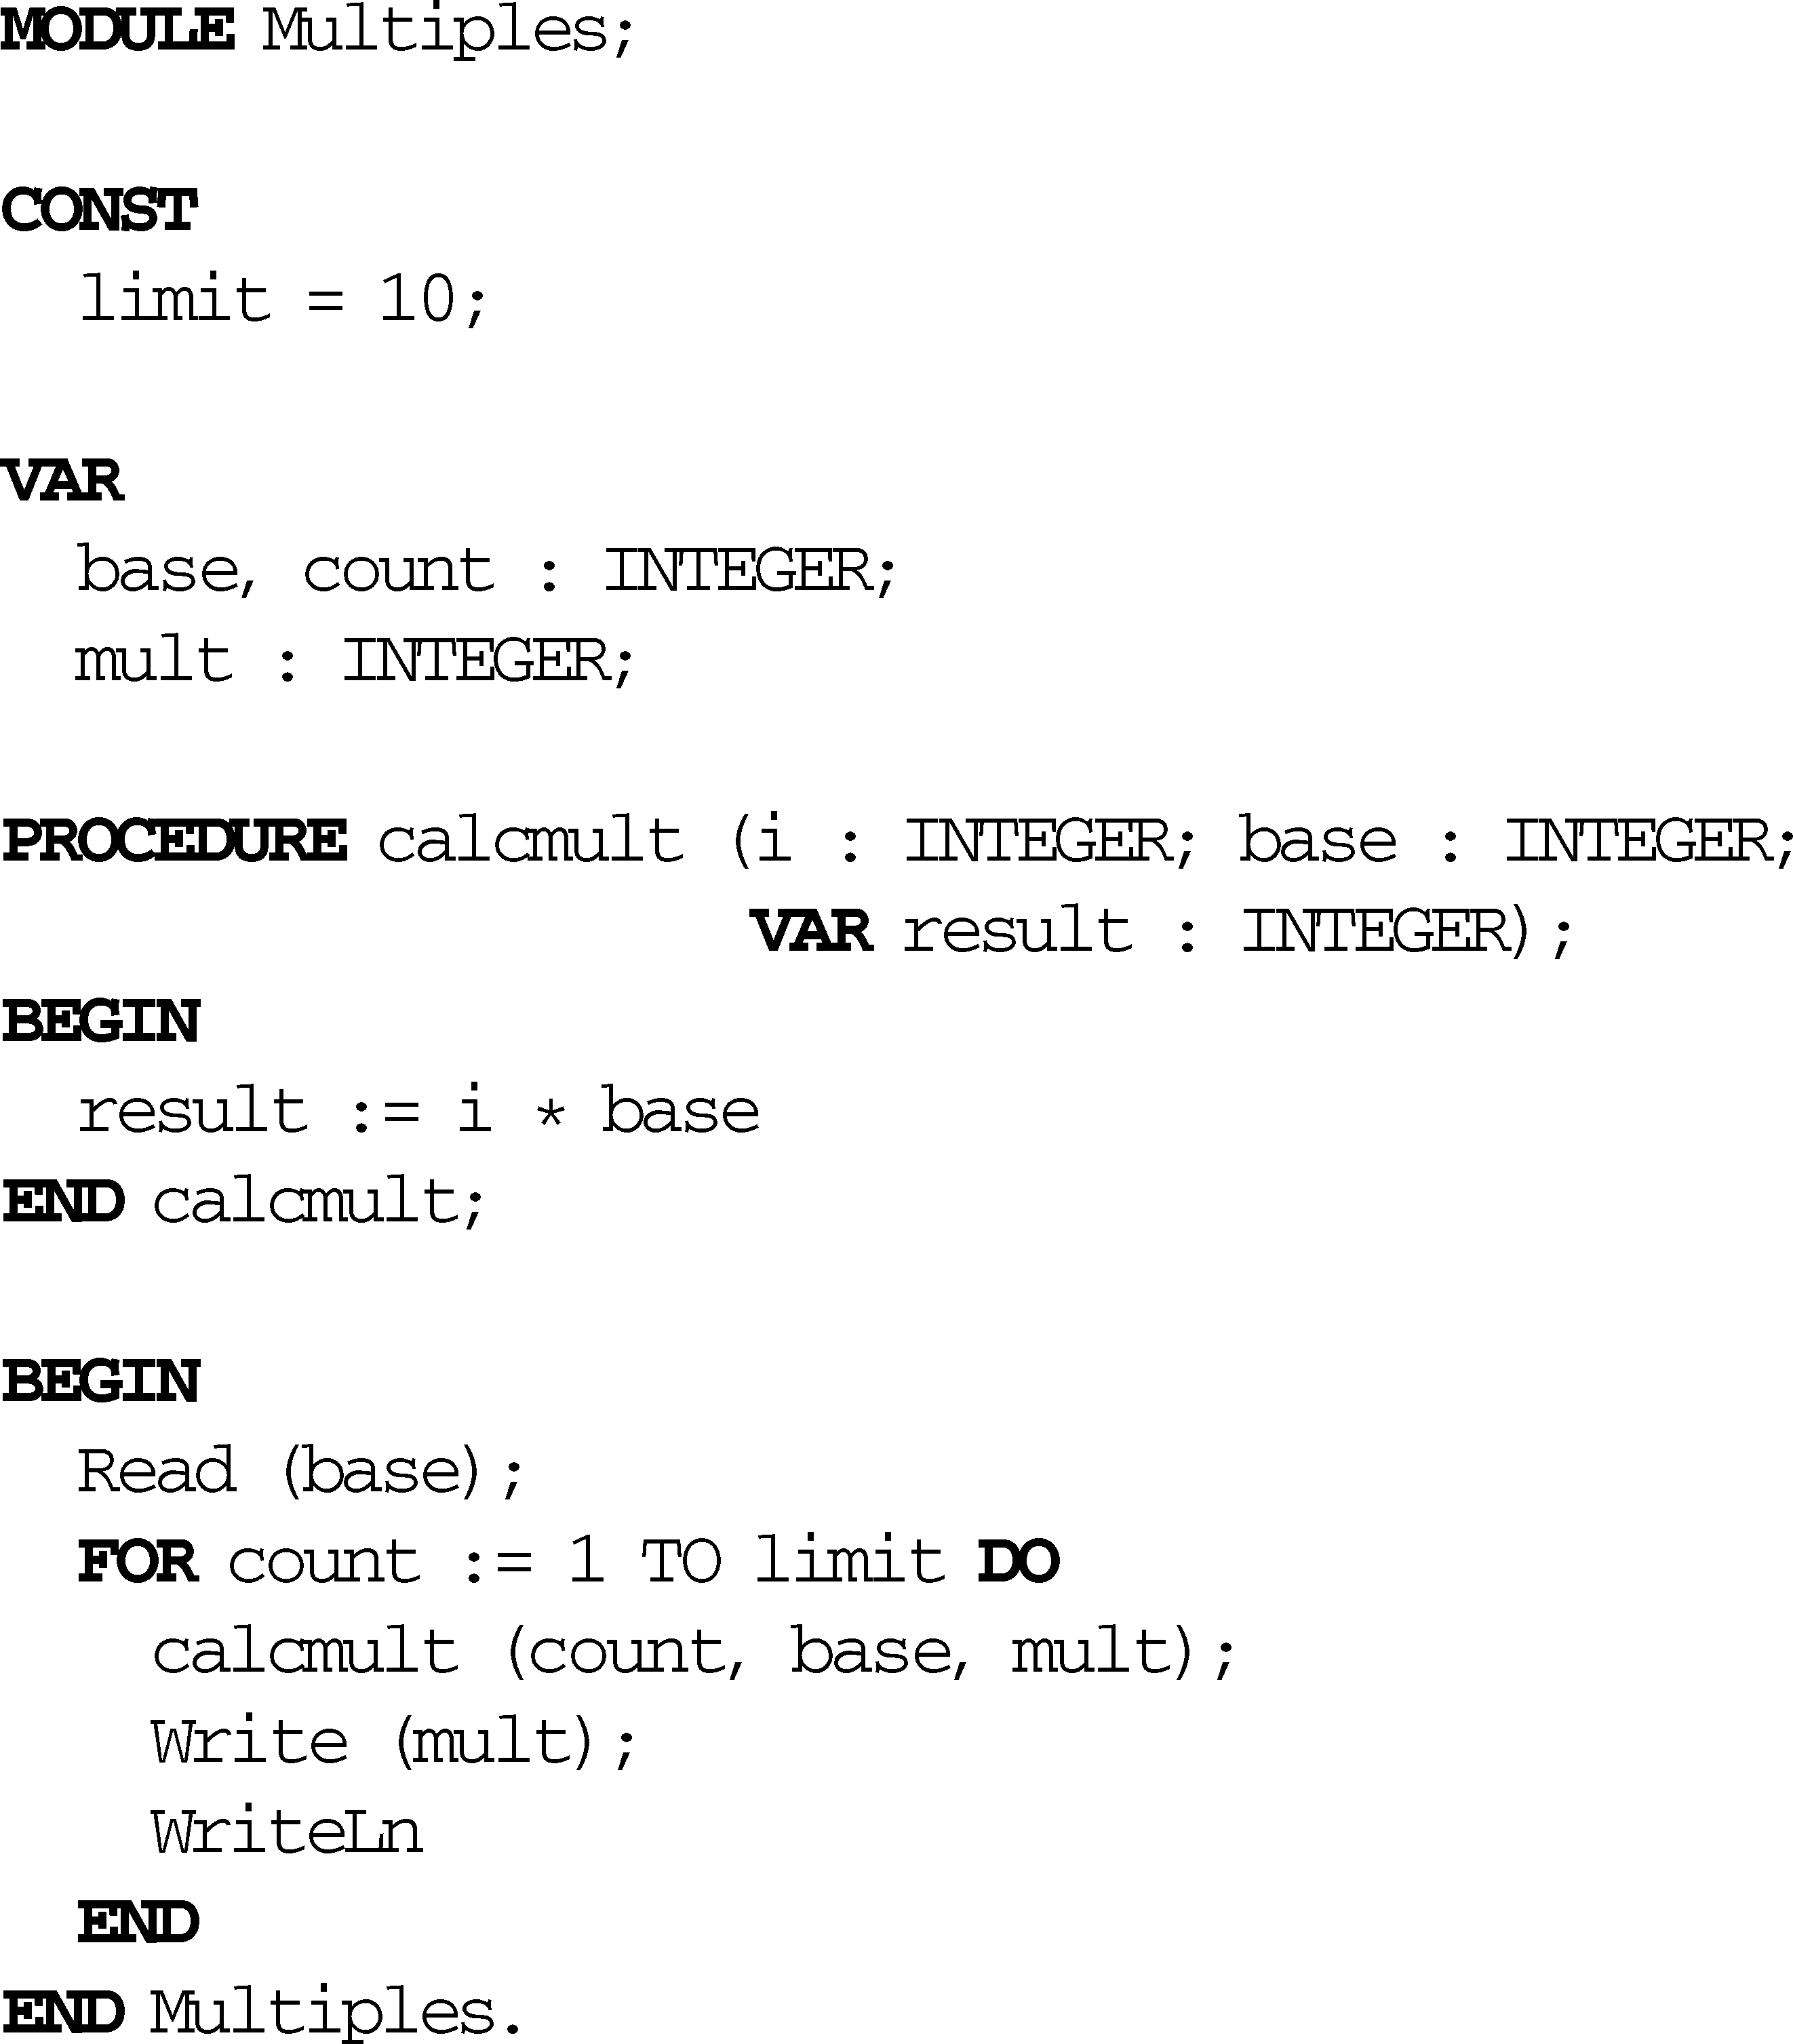 MODULE Multiples;
CONST
limit = 10;
VAR
base, count : INTEGER;
mult : INTEGER;
PROCEDURE calcmult (i : INTEGER; base : INTEGER;
VAR result : INTEGER);
BEGIN
result := i * base
END calcmult;
BEGIN
Read (base);
FOR count := 1 TO limit DO
calcmult (count, base, mult);
Write (mult);
WriteLn
END
END Multiples.